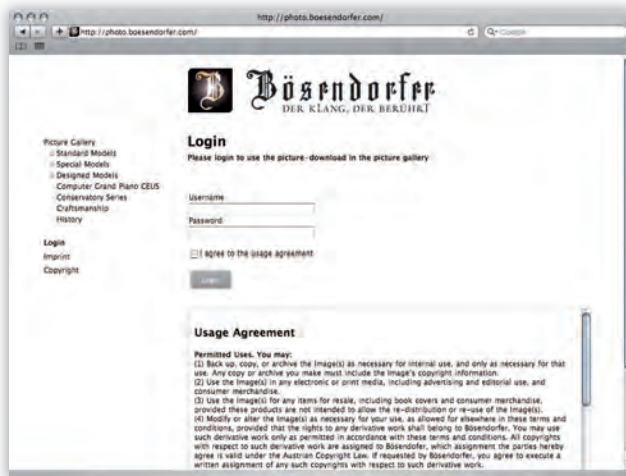 http://photo.boesendorfer.com/
http://photo.boesendorfer.com/
Google
B Bösendorfer
DER KLANG, DER BERÜHRT
Picture Gallery
Standard Models
Special Models
Designed Models
Computer Grand Piano CEUS
Conservatory Series
Craftsmanship
History
Login
Imprint
Copyright
Login
Please login to use the picture-download in the picture gallery
Username
Password
I agree to the usage agreement
Login
Usage Agreement
Permitted Uses. You may:
(1) Back up, copy, or archive the Image(s) as necessary for internal use, and only as necessary for that
use. Any copy or archive you make must include the Image's copyright information.
(2) Use the Image(s) in any electronic or print media, including advertising and editorial use, and
consumer merchandise.
(3) Use the Image(s) for any items for resale, including book covers and consumer merchandise,
provided these products are not intended to allow the re-distribution or re-use of the Image(s).
(4) Modify or alter the Image(s) as necessary for your use, as allowed for elsewhere in these terms and
conditions, provided that the rights to any derivative work shall belong to Bösendorfer. You may use
such derivative work only as permitted in accordance with these terms and conditions. All copyrights
with respect to such derivative work are assigned to Bösendorfer, which assignment the parties hereby
agree is valid under the Austrian Copyright Law. If requested by Bösendorfer, you agree to execute a
written assignment of any such copyrights with respect to such derivative work.